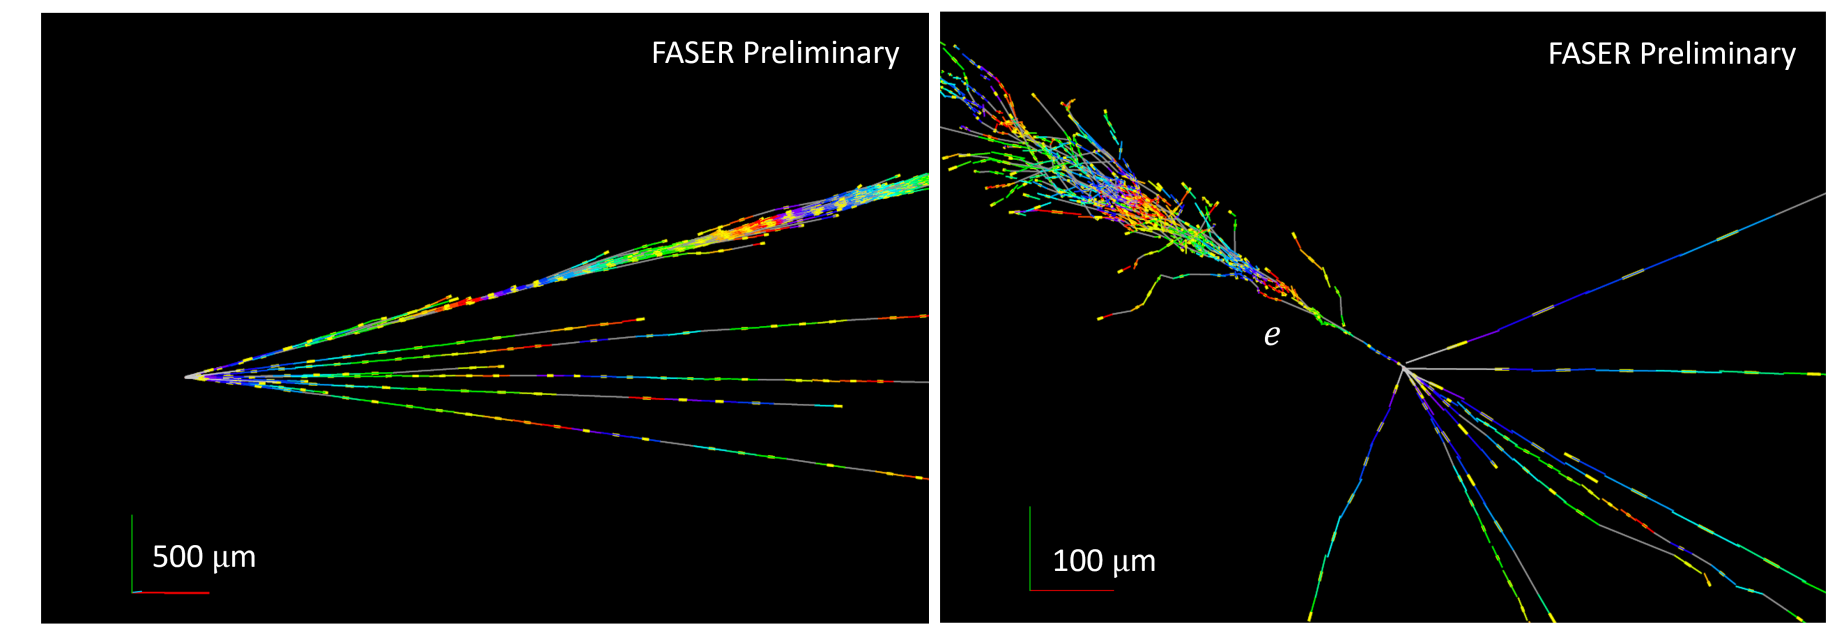 FASER Preliminary
500 μm
FASER Preliminary
e
100 μm